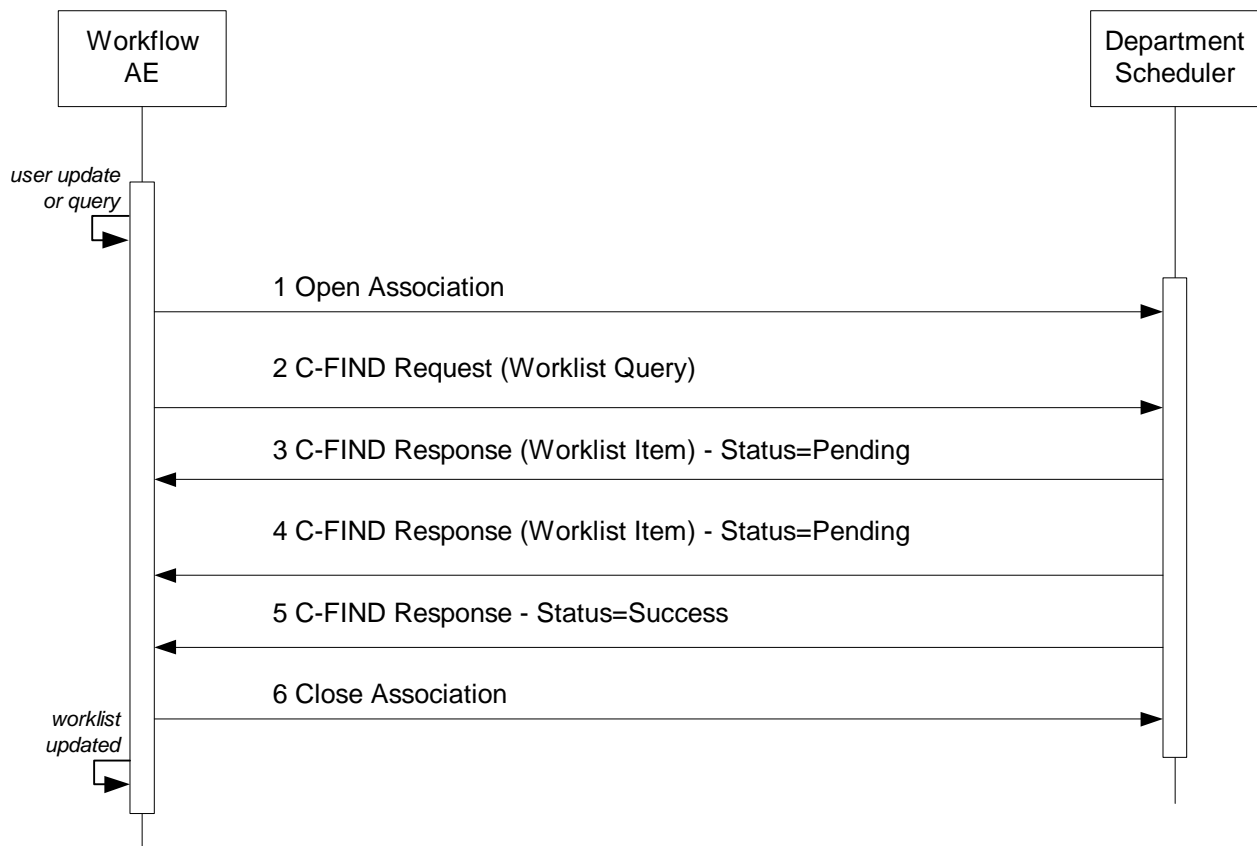 Workflow
AE
Department
Scheduler
user update
or query
1 Open Association
2 C-FIND Request (Worklist Query)
3 C-FIND Response (Worklist Item) - Status=Pending
4 C-FIND Response (Worklist Item) - Status=Pending
5 C-FIND Response - Status=Success
6 Close Association
worklist
updated